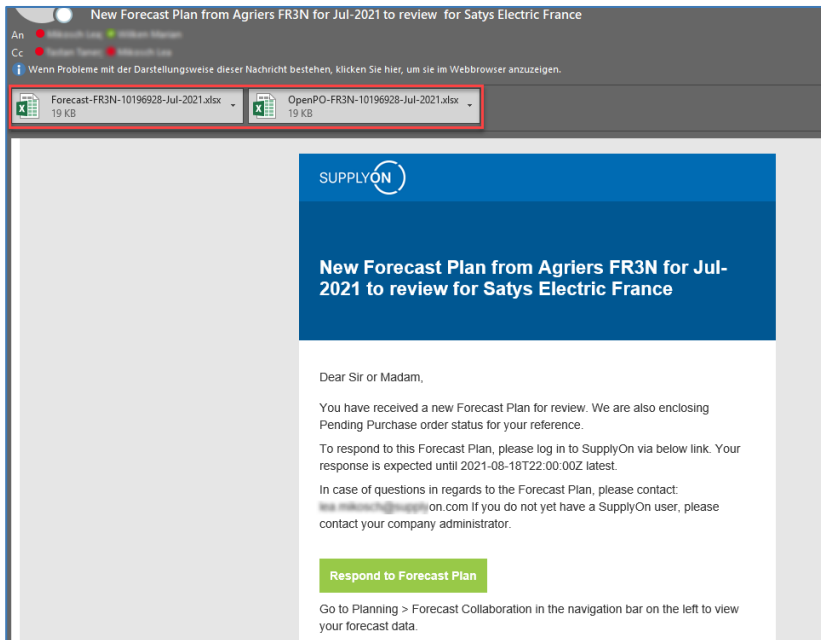 New Forecast Plan from Agriers FR3N for Jul-2021 to review for Satys Electric France
An
Cc
Wenn Probleme mit der Darstellungsweise dieser Nachricht bestehen, klicken Sie hier, um sie im Webbrowser anzuzeigen.
Forecast-FR3N-10196928-Jul-2021.xlsx
19 KB
OpenPO-FR3N-10196928-Jul-2021.xlsx
19 KB
SUPPLYON
New Forecast Plan from Agriers FR3N for Jul-
2021 to review for Satys Electric France
Dear Sir or Madam,
You have received a new Forecast Plan for review. We are also enclosing
Pending Purchase order status for your reference.
To respond to this Forecast Plan, please log in to SupplyOn via below link. Your
response is expected until 2021-08-18T22:00:00Z latest.
In case of questions in regards to the Forecast Plan, please contact:
on.com If you do not yet have a SupplyOn user, please
contact your company administrator.
Respond to Forecast Plan
Go to Planning > Forecast Collaboration in the navigation bar on the left to view
your forecast data.